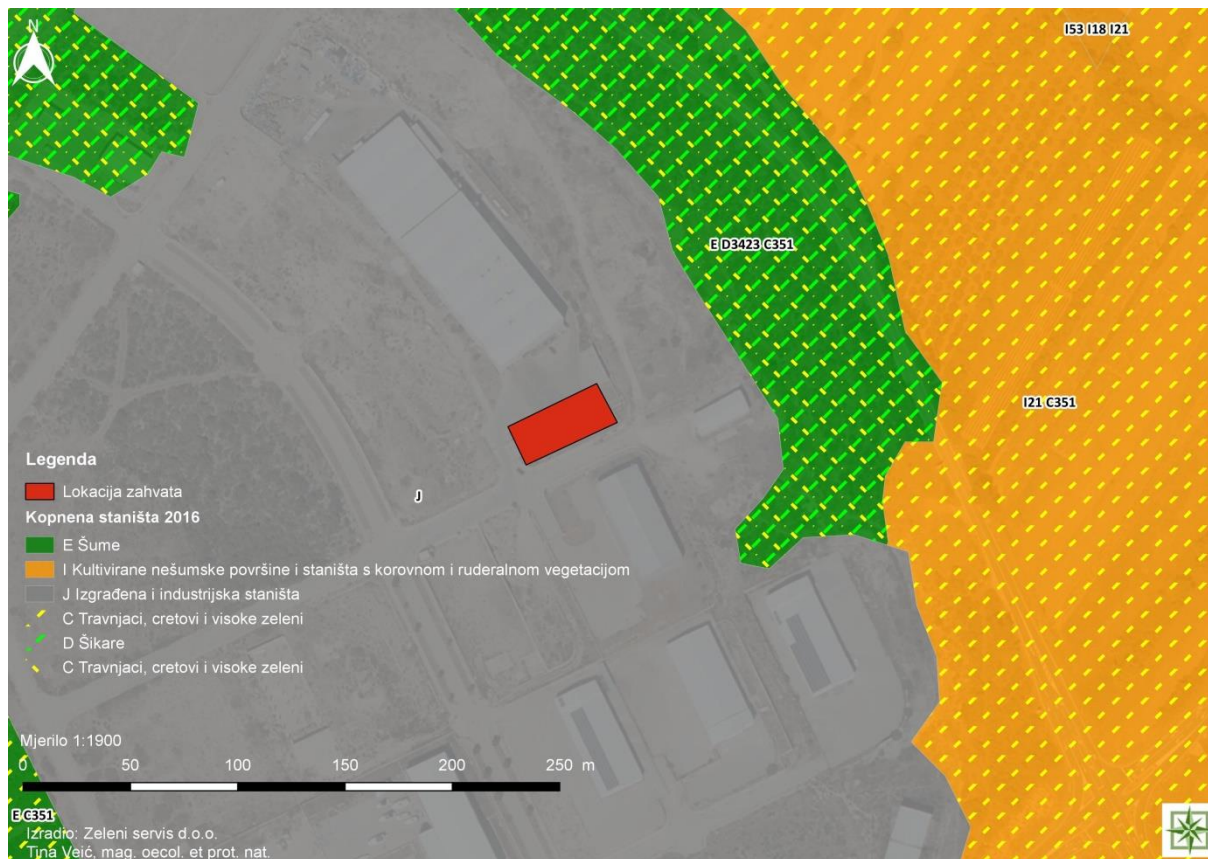 N
I53 I18 I21
E D3423 C351
I21 C351
J
Legenda
Lokacija zahvata
Kopnena staništa 2016
E Šume
I Kultivirane nešumske površine i staništa s korovnom i ruderalnom vegetacijom
J Izgrađena i industrijska staništa
C Travnjaci, cretovi i visoke zeleni
D Šikare
C Travnjaci, cretovi i visoke zeleni
Mjerilo 1:1900
0 50 100 150 200 250 m
E C351
Izradio: Zeleni servis d.o.o.
Tina Veić, mag. oecol. et prot. nat.